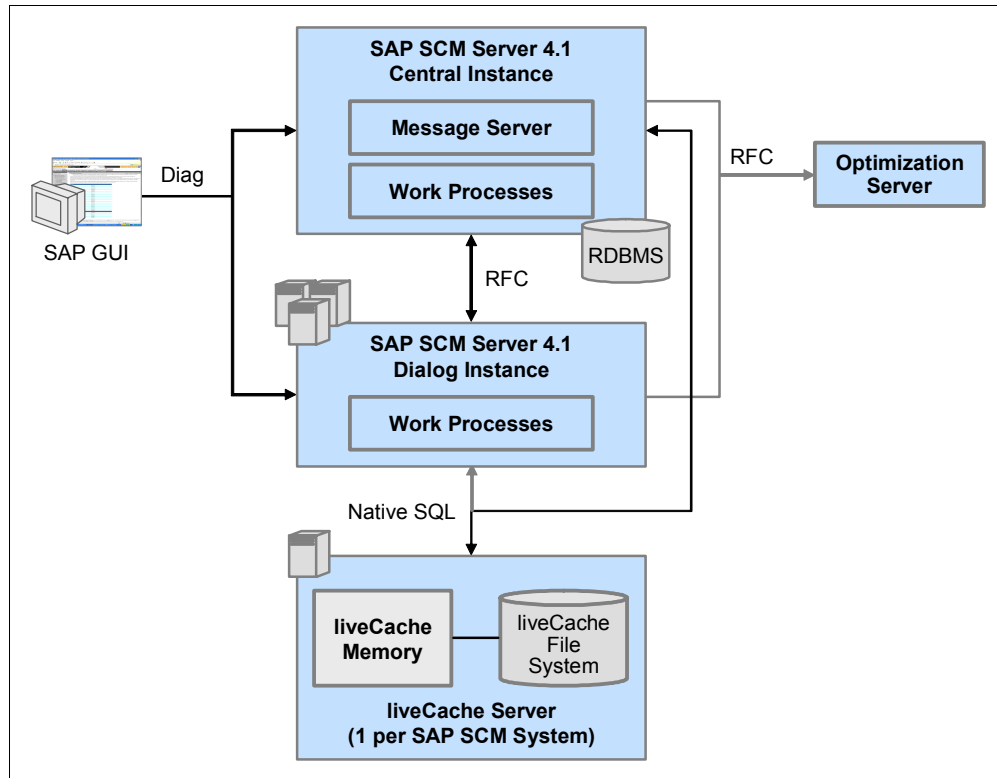 SAP SCM Server 4.1
Central Instance
Message Server
Work Processes
RDBMS
Diag
SAP GUI
RFC
Optimization
Server
RFC
SAP SCM Server 4.1
Dialog Instance
Work Processes
Native SQL
liveCache
Memory
liveCache
File
System
liveCache Server
(1 per SAP SCM System)